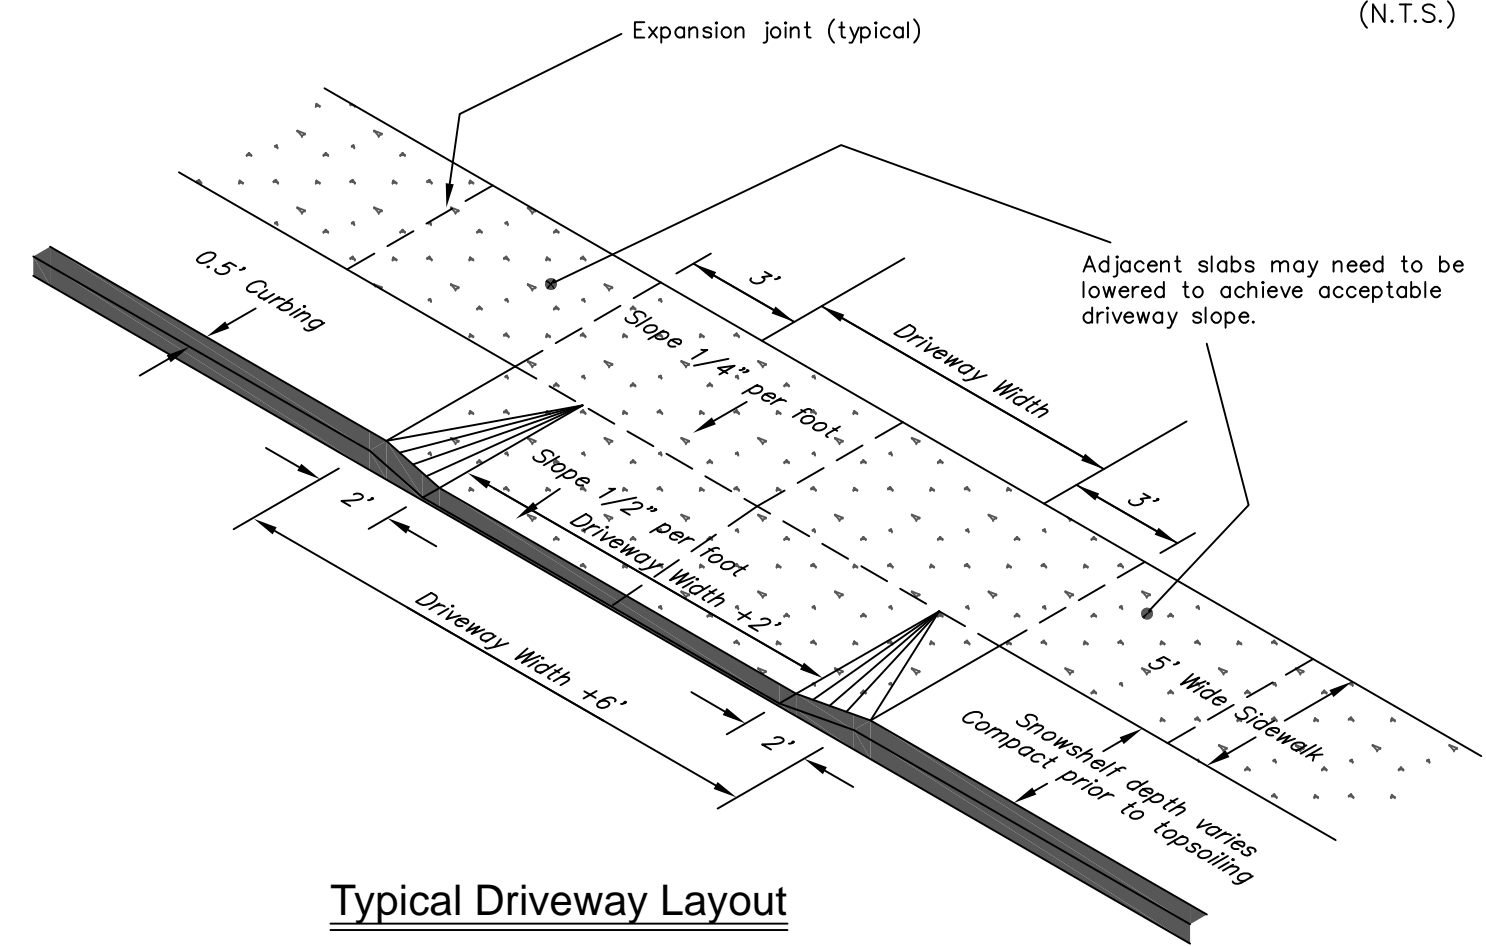 (N.T.S.)
Expansion joint (typical)
0.5' Curbing
3'
Slope 1/4" per foot
Driveway Width
Adjacent slabs may need to be
lowered to achieve acceptable
driveway slope.
3'
Slope 1/2" per foot
Driveway Width +2'
2'
Driveway Width +6'
2'
5' Wide Sidewalk
Snowshelf depth varies
Compact prior to topsoiling
Typical Driveway Layout